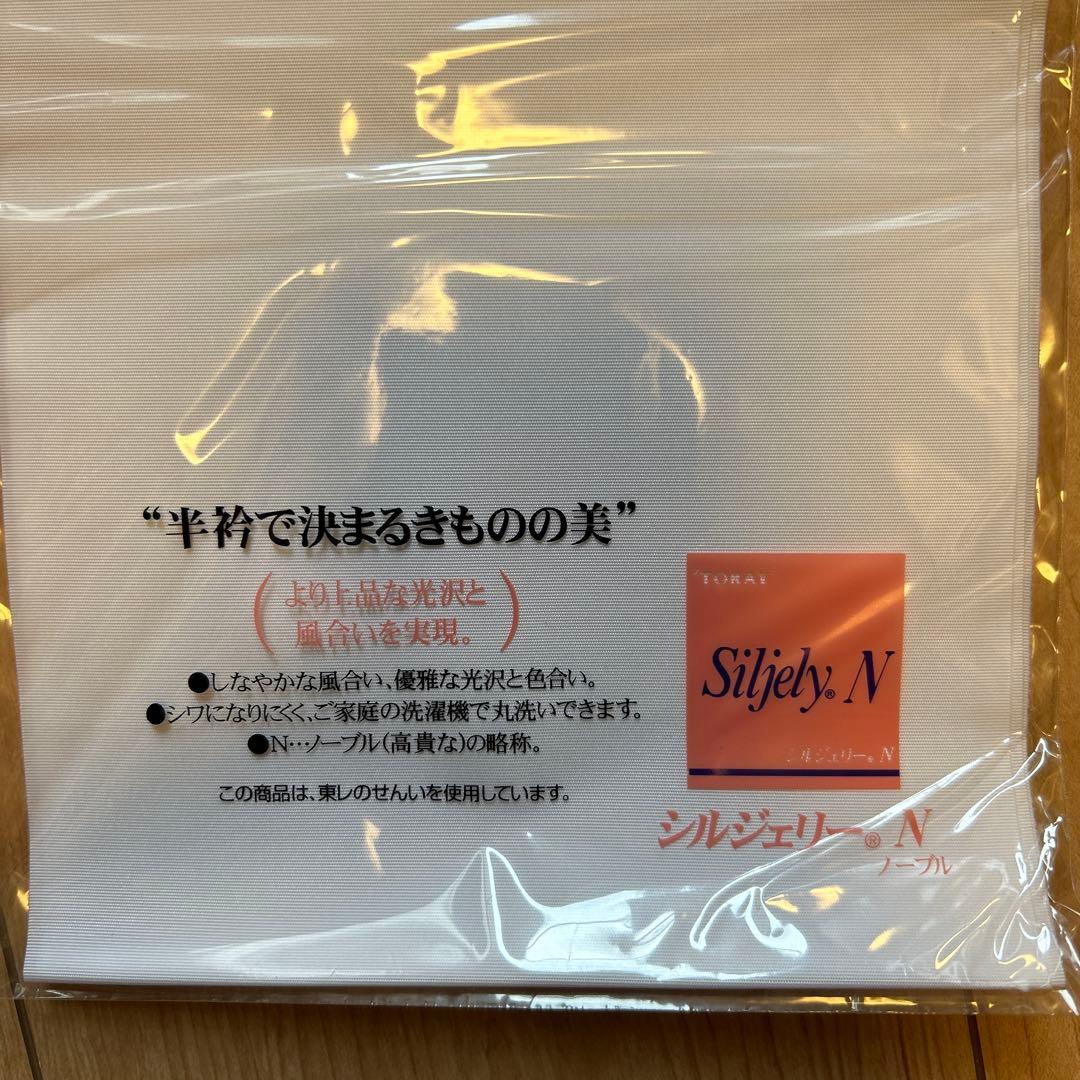 “半衿で決まるきものの美”
(より上品な光沢と
風合いを実現。)
●しなやかな風合い、優雅な光沢と色合い。
●シワになりにくく、ご家庭の洗濯機で丸洗いできます。
●N…ノーブル(高貴な)の略称。
この商品は、東レのせんいを使用しています。
'TORAY'
Siljely® N
シルジェリー® N
シルジェリー® N
ノーブル